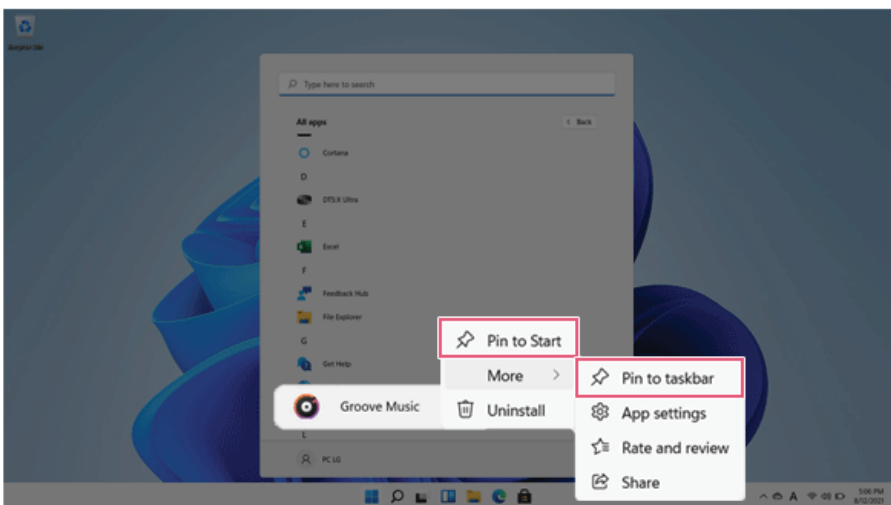 Recycle Bin
Type here to search
All apps
< Back
Cortana
D
DTS:X Ultra
E
Excel
F
Feedback Hub
File Explorer
G
Get Help
Groove Music
L
PC LG
Pin to Start
More >
Uninstall
Pin to taskbar
App settings
Rate and review
Share
A
5:06 PM
8/12/2021